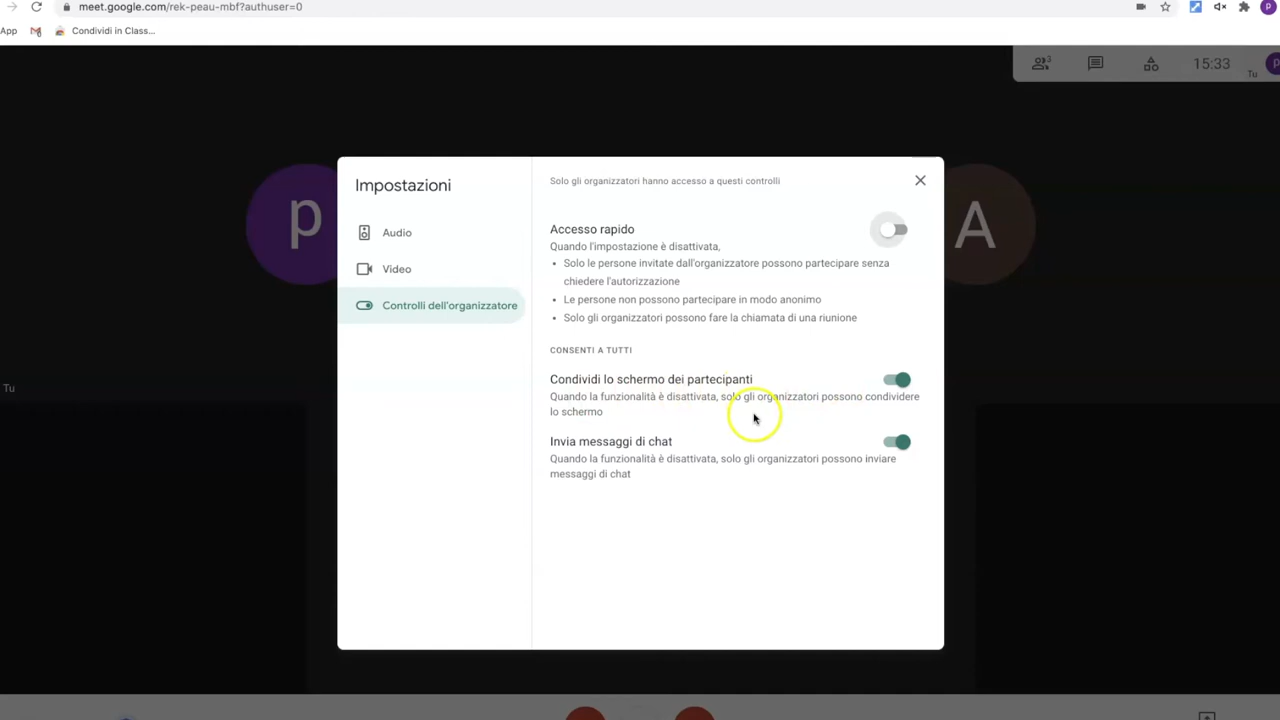 meet.google.com/rek-peau-mbf?authuser=0
p
App
Condividi in Class...
3
15:33
Tu
p
p
A
Tu
Impostazioni
Audio
Video
Controlli dell'organizzatore
Solo gli organizzatori hanno accesso a questi controlli
Accesso rapido
Quando l'impostazione è disattivata,
• Solo le persone invitate dall'organizzatore possono partecipare senza
chiedere l'autorizzazione
• Le persone non possono partecipare in modo anonimo
• Solo gli organizzatori possono fare la chiamata di una riunione
CONSENTI A TUTTI
Condividi lo schermo dei partecipanti
Quando la funzionalità è disattivata, solo gli organizzatori possono condividere
lo schermo
Invia messaggi di chat
Quando la funzionalità è disattivata, solo gli organizzatori possono inviare
messaggi di chat